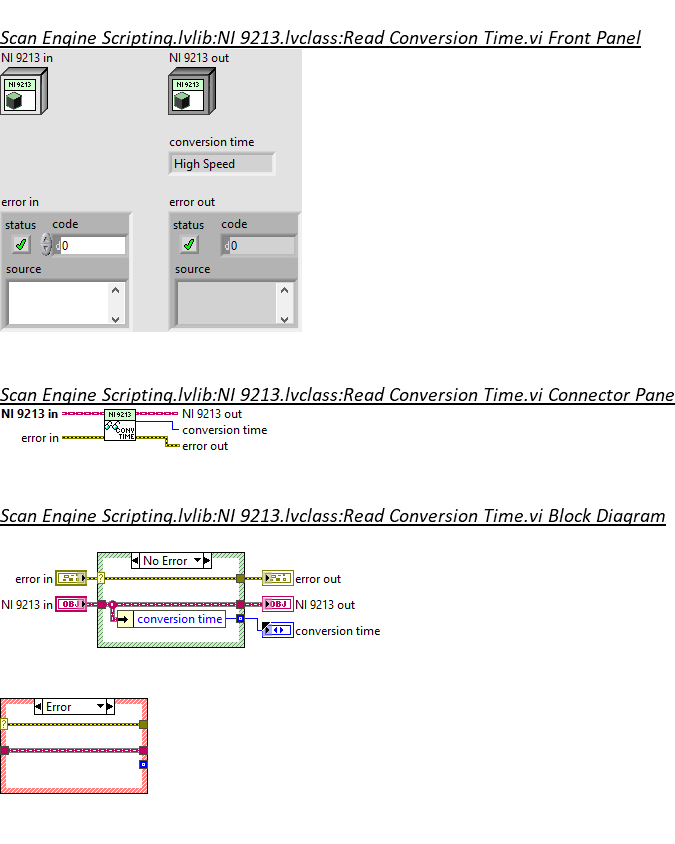 Scan Engine Scripting.lvlib:NI 9213.lvclass:Read Conversion Time.vi Front Panel
NI 9213 in NI 9213 out
NI 9213 NI 9213
conversion time
High Speed
error in error out
status code status code
d 0 d 0
source source
Scan Engine Scripting.lvlib:NI 9213.lvclass:Read Conversion Time.vi Connector Pane
NI 9213 in NI 9213 NI 9213 out
CONV TIME conversion time
error in error out
Scan Engine Scripting.lvlib:NI 9213.lvclass:Read Conversion Time.vi Block Diagram
No Error
error in ? error out
NI 9213 in OBJ OBJ NI 9213 out
conversion time conversion time
Error
?